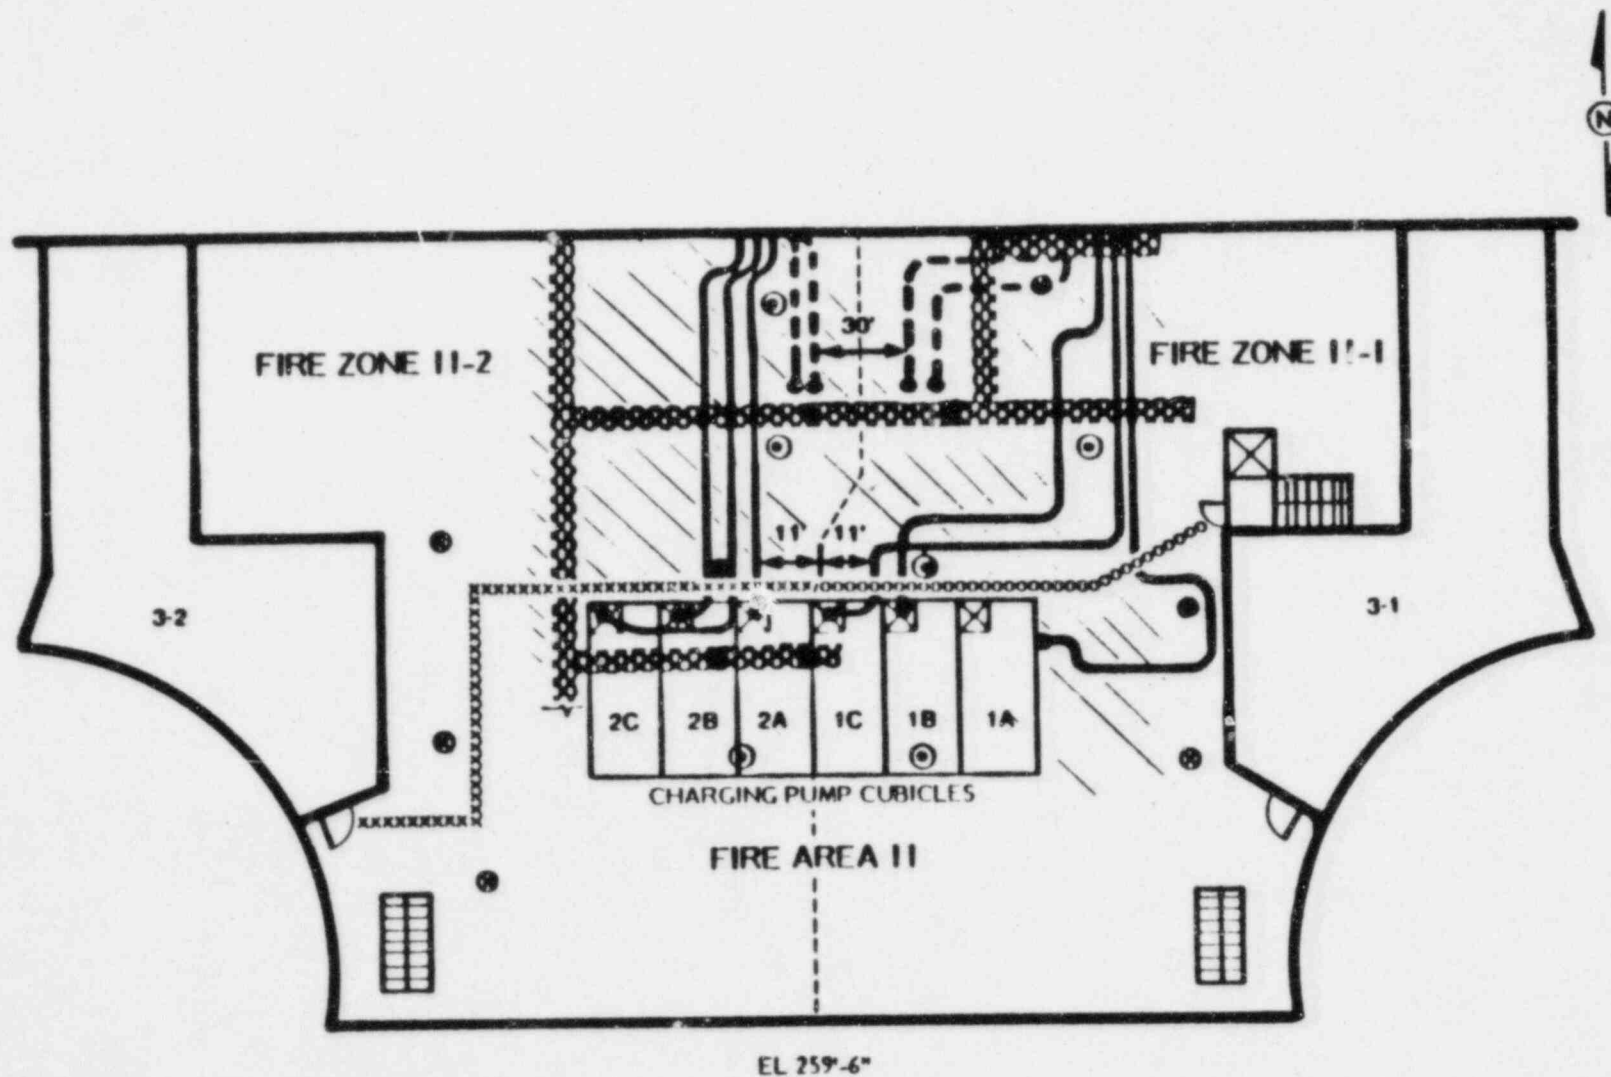 N
30'
FIRE ZONE 11-2
FIRE ZONE 11-1
11'
11'
3-2
3-1
2C
2B
2A
1C
1B
1A
CHARGING PUMP CUBICLES
FIRE AREA 11
EL 259'-6"